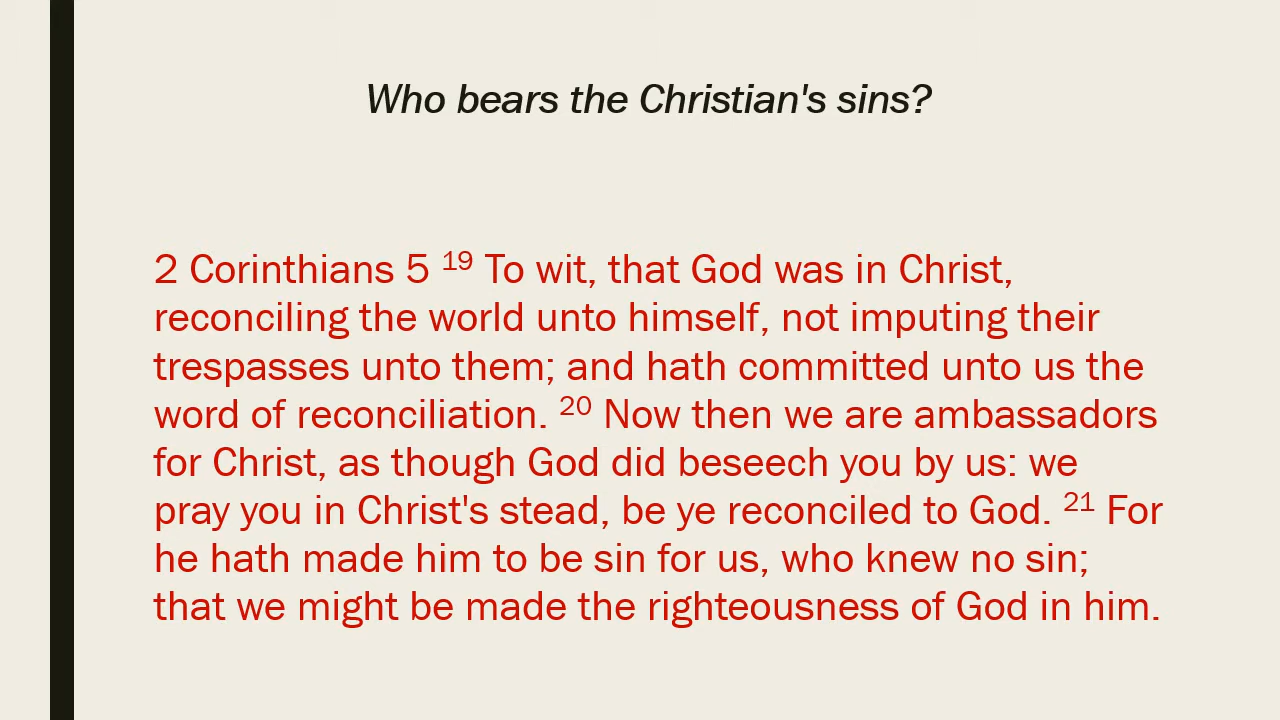 Who bears the Christian's sins?
2 Corinthians 5 19 To wit, that God was in Christ,
reconciling the world unto himself, not imputing their
trespasses unto them; and hath committed unto us the
word of reconciliation. 20 Now then we are ambassadors
for Christ, as though God did beseech you by us: we
pray you in Christ's stead, be ye reconciled to God. 21 For
he hath made him to be sin for us, who knew no sin;
that we might be made the righteousness of God in him.